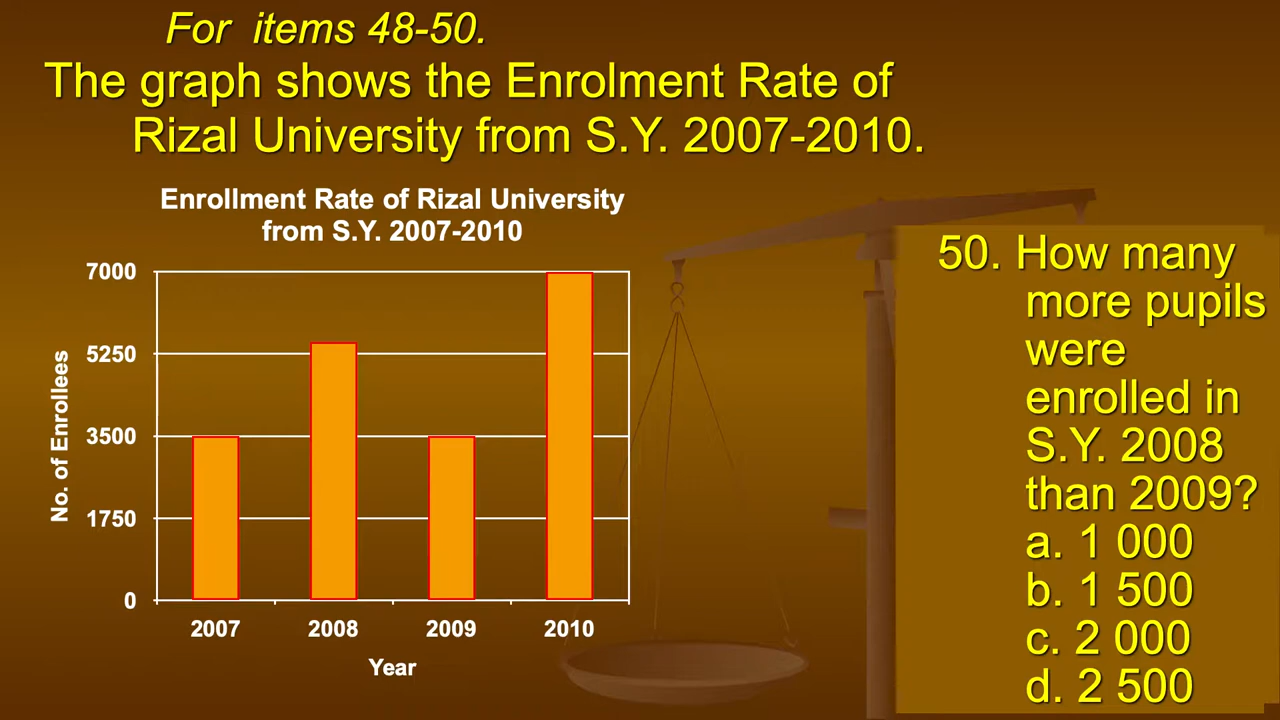 For items 48-50.
The graph shows the Enrolment Rate of
Rizal University from S.Y. 2007-2010.
Enrollment Rate of Rizal University
from S.Y. 2007-2010
No. of Enrollees
7000
5250
3500
1750
0
2007 2008 2009 2010
Year
50. How many
more pupils
were
enrolled in
S.Y. 2008
than 2009?
a. 1 000
b. 1 500
c. 2 000
d. 2 500